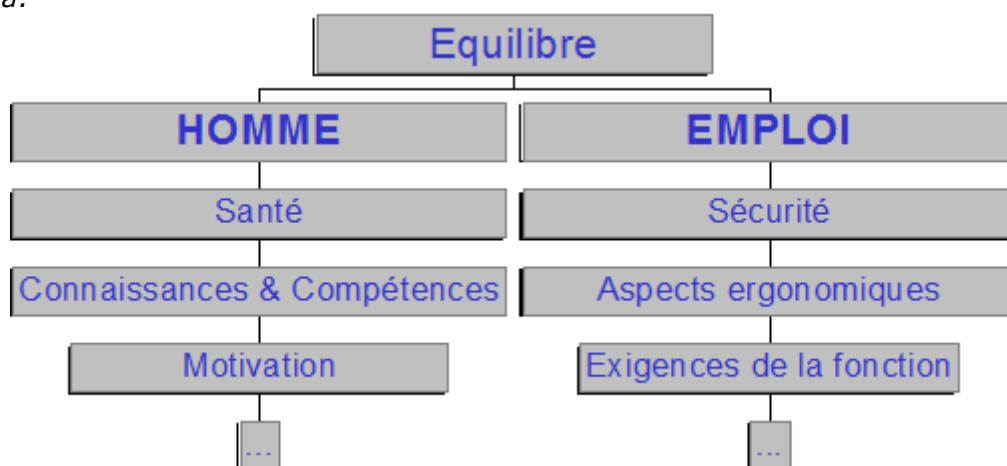 a.
Equilibre
HOMME
EMPLOI
Santé
Sécurité
Connaissances & Compétences
Aspects ergonomiques
Motivation
Exigences de la fonction
...
...